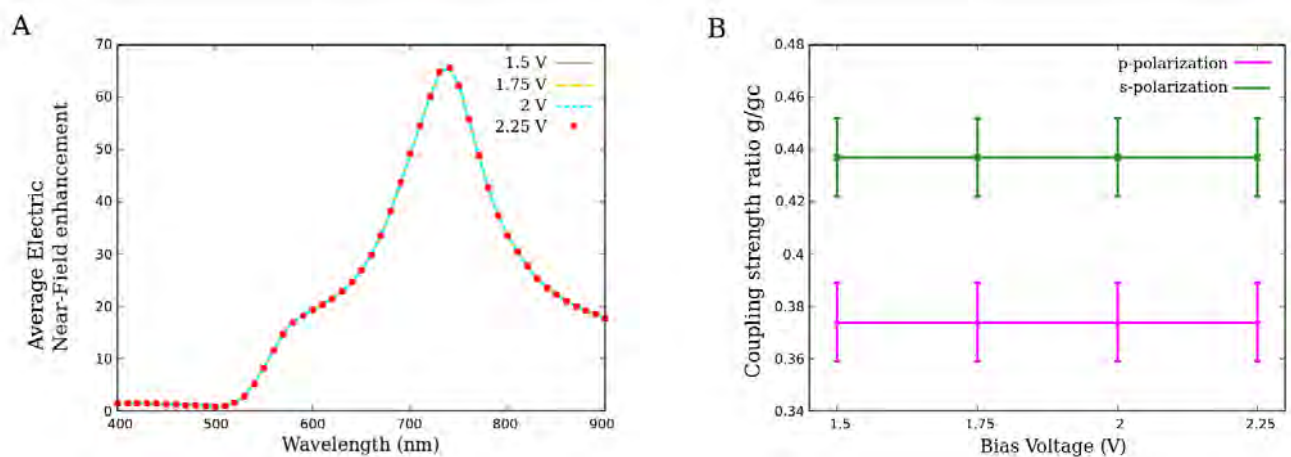 A
70
60
50
40
30
20
10
0
400
500
600
700
800
900
Wavelength (nm)
Average Electric
Near-Field enhancement
1.5 V
1.75 V
2 V
2.25 V
B
0.48
0.46
0.44
0.42
0.4
0.38
0.36
0.34
1.5
1.75
2
2.25
Bias Voltage (V)
Coupling strength ratio g/gc
p-polarization
s-polarization